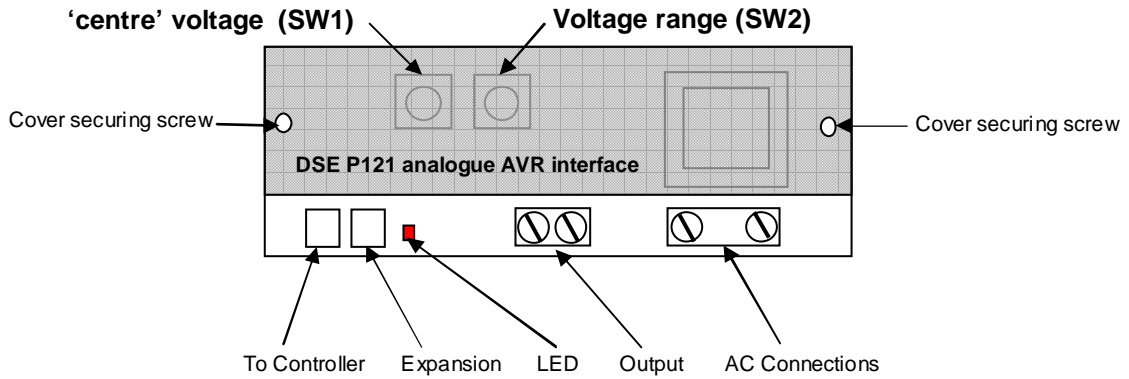 ‘centre’ voltage (SW1)
Voltage range (SW2)
Cover securing screw
Cover securing screw
DSE P121 analogue AVR interface
To Controller
Expansion
LED
Output
AC Connections